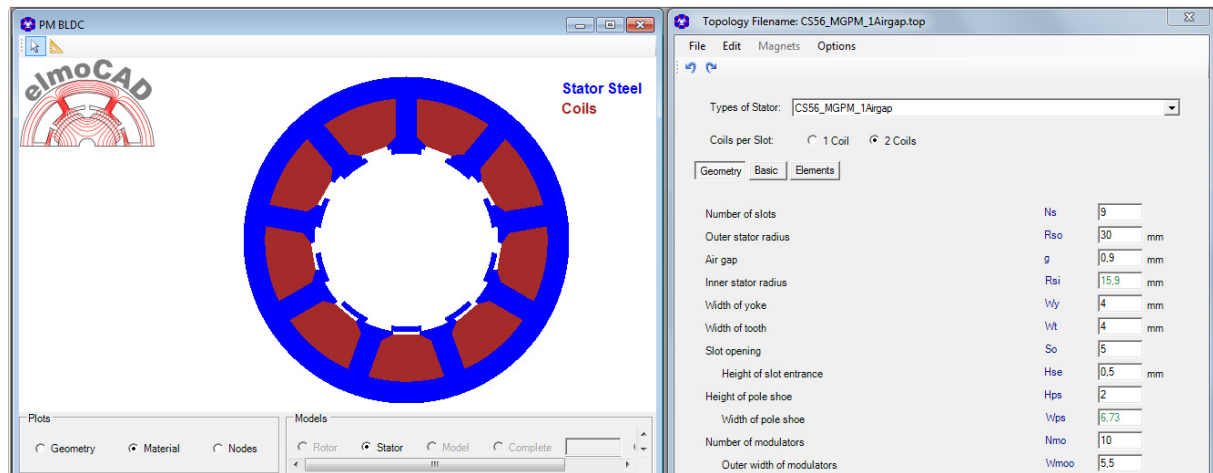 PM BLDC
elmoCAD
Stator Steel
Coils
Plots
Geometry Material Nodes
Models
Rotor Stator Model Complete
Topology Filename: CS56_MGPM_1Airgap.top
File Edit Magnets Options
Types of Stator: CS56_MGPM_1Airgap
Coils per Slot: 1 Coil 2 Coils
Geometry Basic Elements
Number of slots Ns 9
Outer stator radius Rso 30 mm
Air gap g 0,9 mm
Inner stator radius Rsi 15,9 mm
Width of yoke Wy 4 mm
Width of tooth Wt 4 mm
Slot opening So 5
Height of slot entrance Hse 0,5 mm
Height of pole shoe Hps 2
Width of pole shoe Wps 6,73
Number of modulators Nmo 10
Outer width of modulators Wmoo 5,5